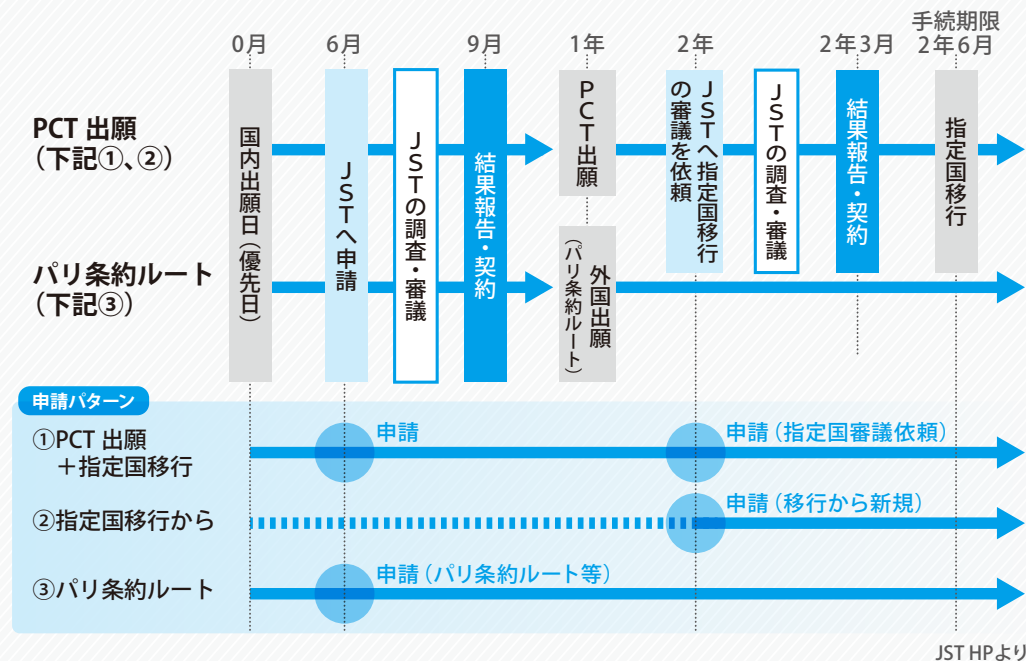 手続期限
0月 6月 9月 1年 2年 2年3月 2年6月
PCT 出願
（下記①、②）
パリ条約ルート
（下記③）
国内出願日（優先日）
JSTへ申請
JSTの調査・審議
結果報告・契約
PCT出願
外国出願
（パリ条約ルート）
JSTへ指定国移行
の審議を依頼
JSTの調査・審議
結果報告・契約
指定国移行
申請パターン
①PCT 出願
＋指定国移行
申請
申請（指定国審議依頼）
②指定国移行から
申請（移行から新規）
③パリ条約ルート
申請（パリ条約ルート等）
JST HPより